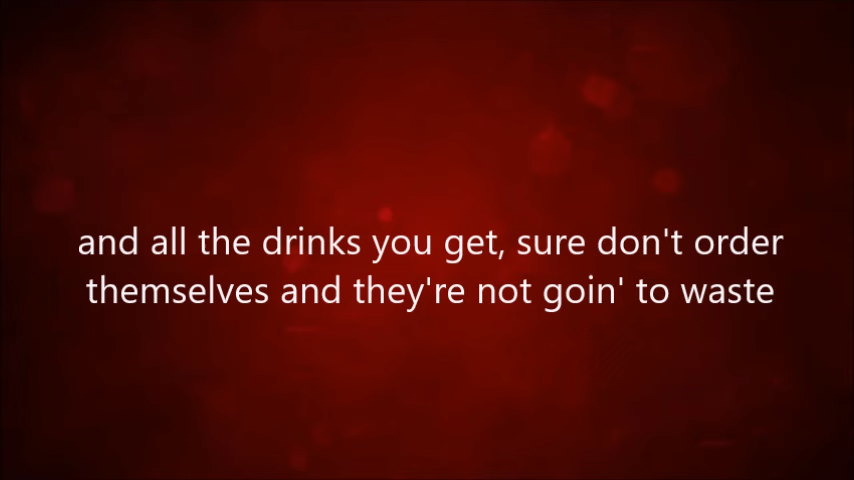 and all the drinks you get, sure don't order
themselves and they're not goin' to waste